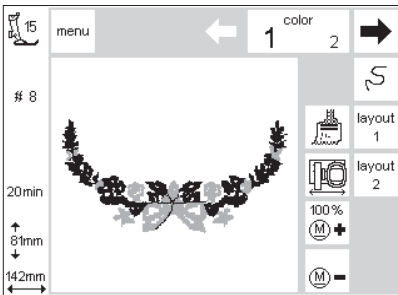 15
menu
color
1 2
# 8
layout
1
layout
2
20min
100%
M +
81mm
M -
142mm